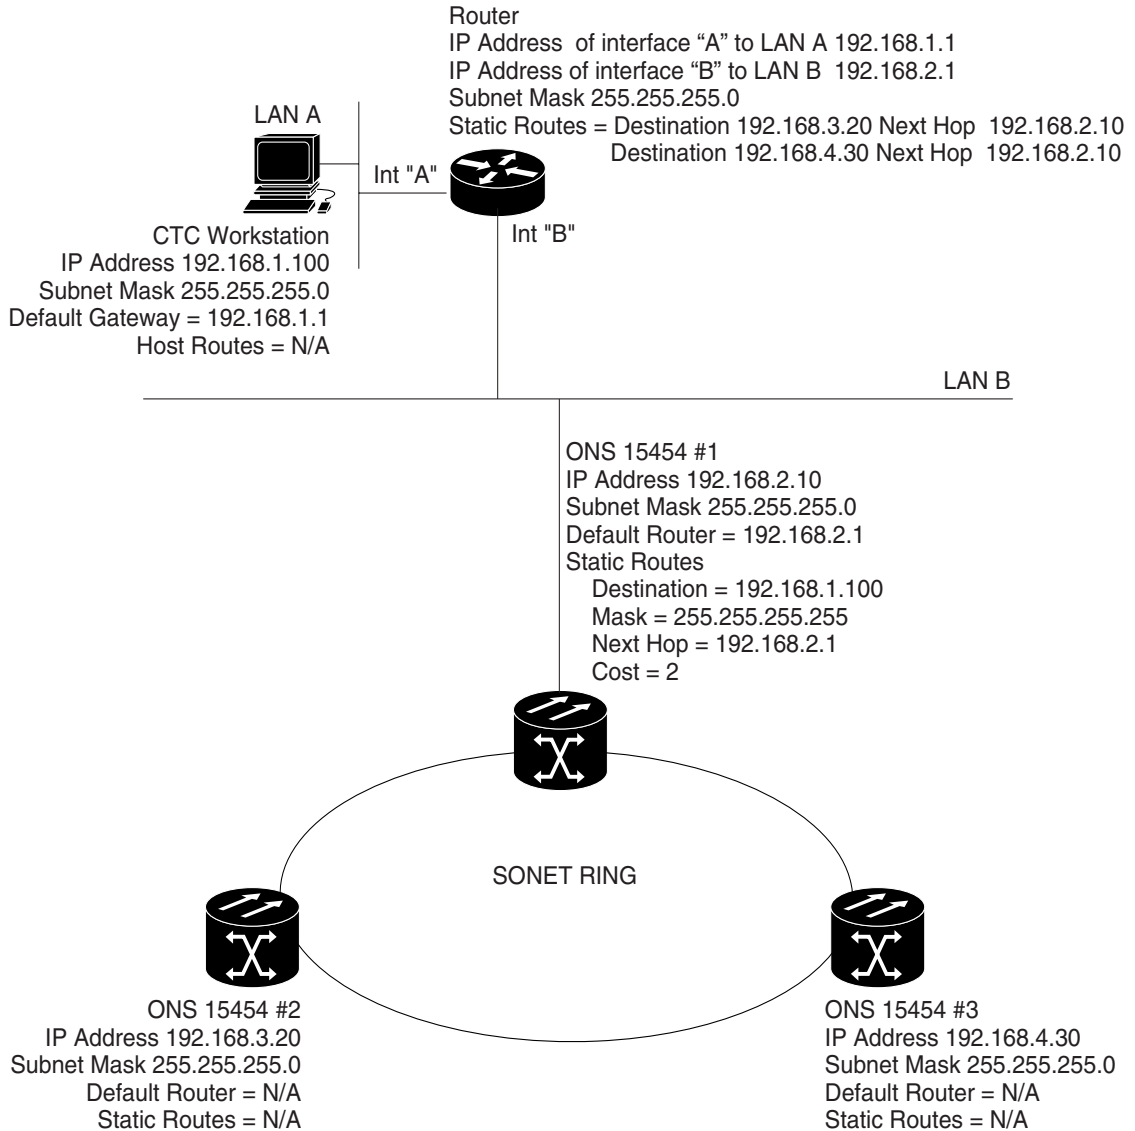 Router
IP Address of interface “A” to LAN A 192.168.1.1
IP Address of interface “B” to LAN B 192.168.2.1
Subnet Mask 255.255.255.0
Static Routes = Destination 192.168.3.20 Next Hop 192.168.2.10
Destination 192.168.4.30 Next Hop 192.168.2.10
LAN A
Int "A"
Int "B"
CTC Workstation
IP Address 192.168.1.100
Subnet Mask 255.255.255.0
Default Gateway = 192.168.1.1
Host Routes = N/A
LAN B
ONS 15454 #1
IP Address 192.168.2.10
Subnet Mask 255.255.255.0
Default Router = 192.168.2.1
Static Routes
Destination = 192.168.1.100
Mask = 255.255.255.255
Next Hop = 192.168.2.1
Cost = 2
SONET RING
ONS 15454 #2
IP Address 192.168.3.20
Subnet Mask 255.255.255.0
Default Router = N/A
Static Routes = N/A
ONS 15454 #3
IP Address 192.168.4.30
Subnet Mask 255.255.255.0
Default Router = N/A
Static Routes = N/A